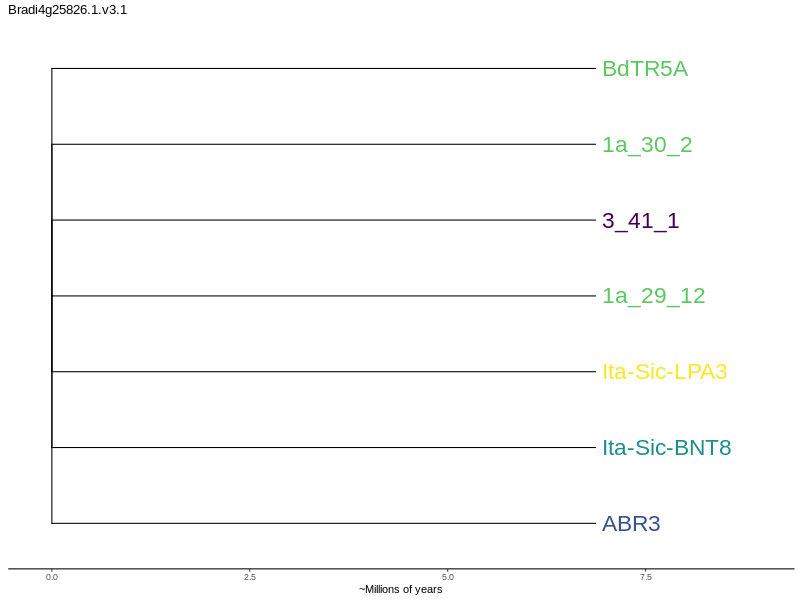 Bradi4g25826.1.v3.1
BdTR5A
1a_30_2
3_41_1
1a_29_12
Ita-Sic-LPA3
Ita-Sic-BNT8
ABR3
0.0 2.5 5.0 7.5
~Millions of years